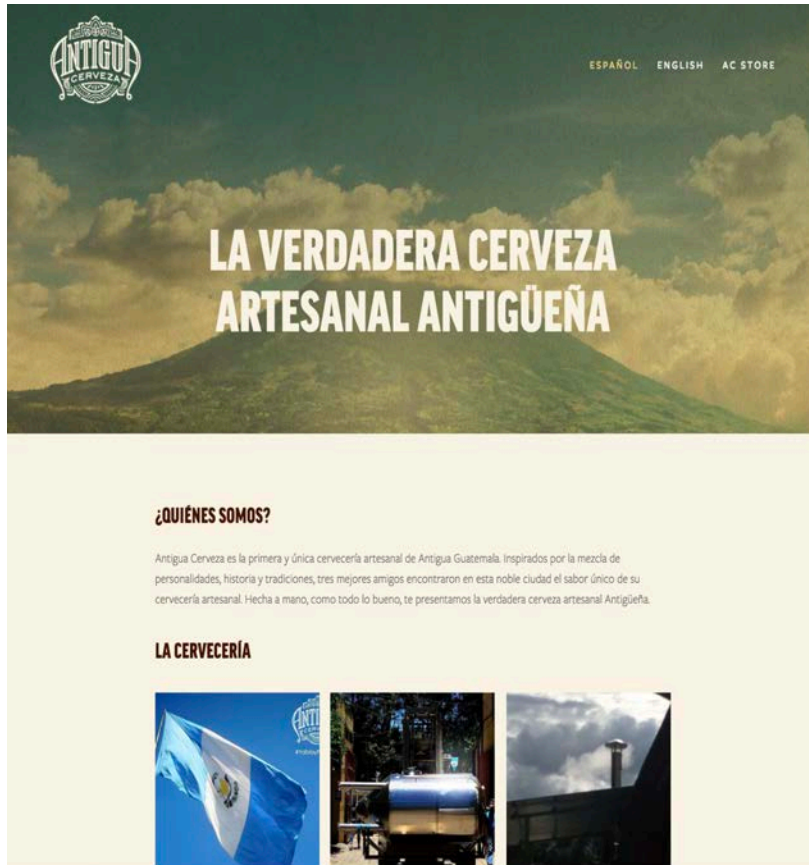 ANTIGUA
CERVEZA
ESPAÑOL ENGLISH AC STORE
LA VERDADERA CERVEZA
ARTESANAL ANTIGÜEÑA
¿QUIÉNES SOMOS?
Antigua Cerveza es la primera y única cervecería artesanal de Antigua Guatemala. Inspirados por la mezcla de
personalidades, historia y tradiciones, tres mejores amigos encontraron en esta noble ciudad el sabor único de su
cervecería artesanal. Hecha a mano, como todo lo bueno, te presentamos la verdadera cerveza artesanal Antigüeña.
LA CERVECERÍA
ANTI